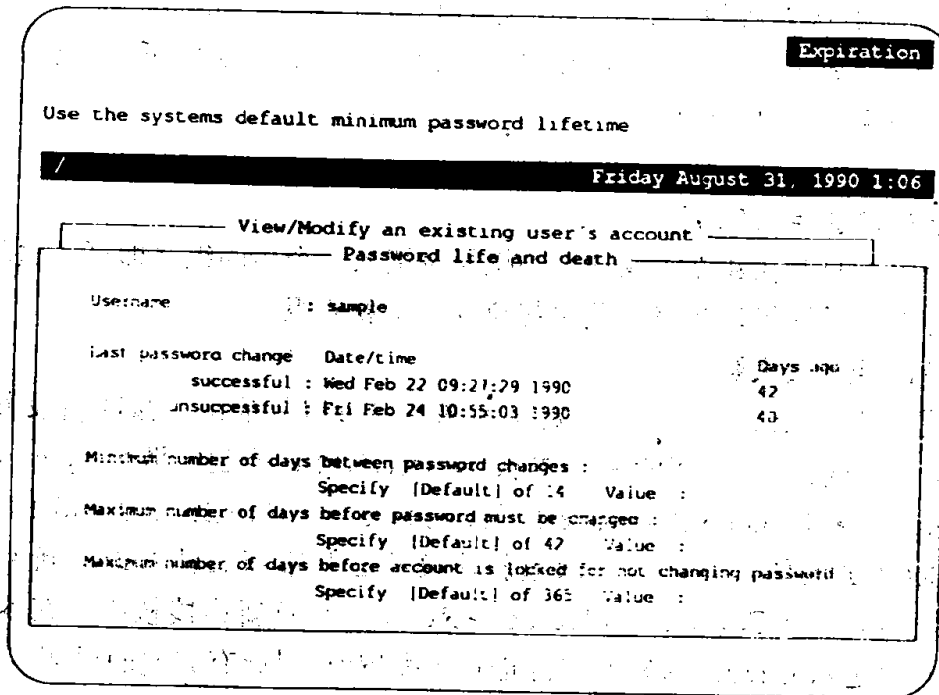 Expiration
Use the systems default minimum password lifetime
/ Friday August 31, 1990 1:06
View/Modify an existing user's account
Password life and death
Username : sample
Last password change Date/time Days ago
successful : Wed Feb 22 09:21:29 1990 42
unsuccessful : Fri Feb 24 10:55:03 1990 40
Minimum number of days between password changes :
Specify [Default] of 14 Value :
Maximum number of days before password must be changed :
Specify [Default] of 42 Value :
Maximum number of days before account is locked for not changing password :
Specify [Default] of 365 Value :